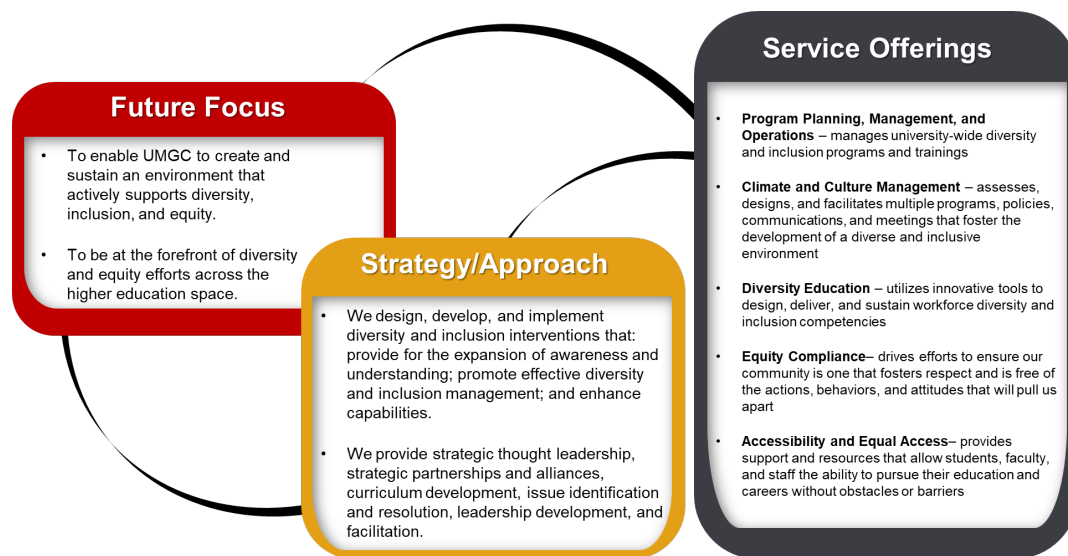 Future Focus
• To enable UMGC to create and
sustain an environment that
actively supports diversity,
inclusion, and equity.
• To be at the forefront of diversity
and equity efforts across the
higher education space.
Strategy/Approach
• We design, develop, and implement
diversity and inclusion interventions that:
provide for the expansion of awareness and
understanding; promote effective diversity
and inclusion management; and enhance
capabilities.
• We provide strategic thought leadership,
strategic partnerships and alliances,
curriculum development, issue identification
and resolution, leadership development, and
facilitation.
Service Offerings
• Program Planning, Management, and
Operations – manages university-wide diversity
and inclusion programs and trainings
• Climate and Culture Management – assesses,
designs, and facilitates multiple programs, policies,
communications, and meetings that foster the
development of a diverse and inclusive
environment
• Diversity Education – utilizes innovative tools to
design, deliver, and sustain workforce diversity and
inclusion competencies
• Equity Compliance– drives efforts to ensure our
community is one that fosters respect and is free of
the actions, behaviors, and attitudes that will pull us
apart
• Accessibility and Equal Access– provides
support and resources that allow students, faculty,
and staff the ability to pursue their education and
careers without obstacles or barriers